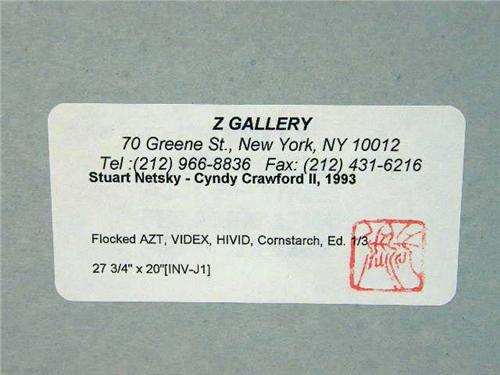 Z GALLERY
70 Greene St., New York, NY 10012
Tel :(212) 966-8836 Fax: (212) 431-6216
Stuart Netsky - Cyndy Crawford II, 1993
Flocked AZT, VIDEX, HIVID, Cornstarch, Ed. 1/3
27 3/4" x 20"[INV-J1]